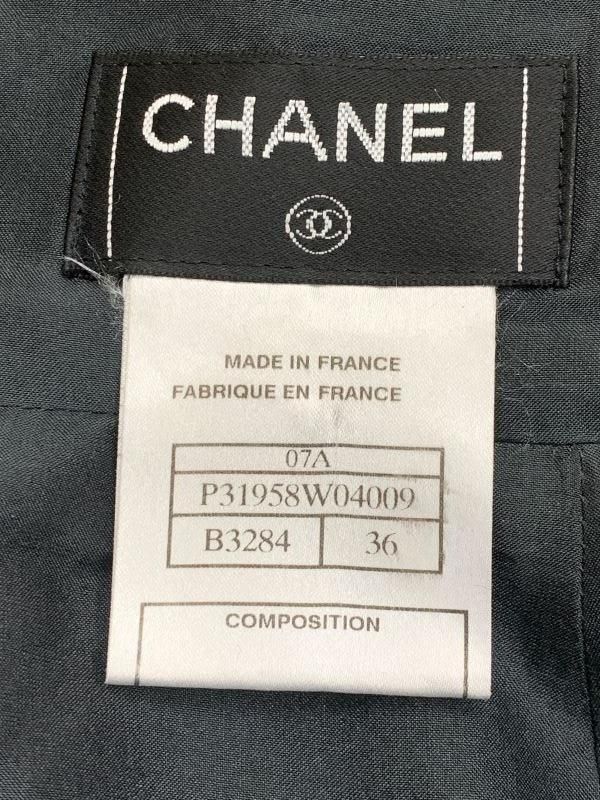 CHANEL
MADE IN FRANCE
FABRIQUE EN FRANCE
07A
P31958W04009
B3284 36
COMPOSITION